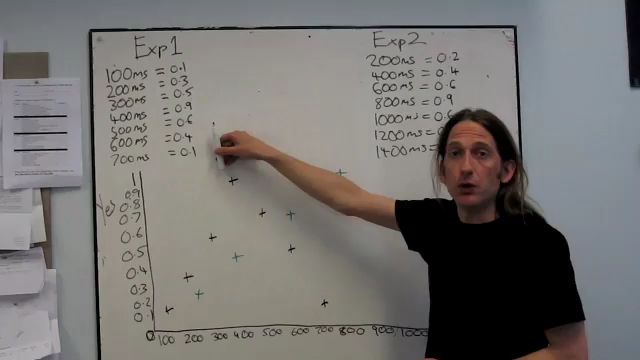 Exp1
100ms = 0.1
200ms = 0.3
300ms = 0.5
400ms = 0.9
500ms = 0.6
600ms = 0.4
700ms = 0.1
Exp2
200ms = 0.2
400ms = 0.4
600ms = 0.6
800ms = 0.9
1000ms = 0.6
1200ms = 0.
1400ms =
Yes
1
0.9
0.8
0.7
0.6
0.5
0.4
0.3
0.2
0.1
0 100 200 300 400 500 600 700 800 900 1000